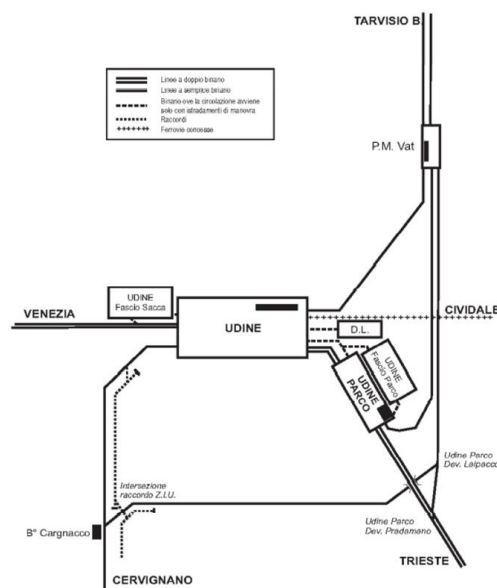 TARVISIO B.
Linee a doppio binario
Linee a semplice binario
Binario ove la circolazione avviene
solo con istradamenti di manovra
Raccordi
Ferrovie concesse
P.M. Vat
UDINE
Fascio Sacca
VENEZIA
UDINE
CIVIDALE
D.L.
UDINE
Fascio Parco
UDINE
PARCO
Udine Parco
Dev. Laipacco
Intersezione
raccordo Z.I.U.
Udine Parco
Dev. Pradamano
B° Cargnacco
TRIESTE
CERVIGNANO